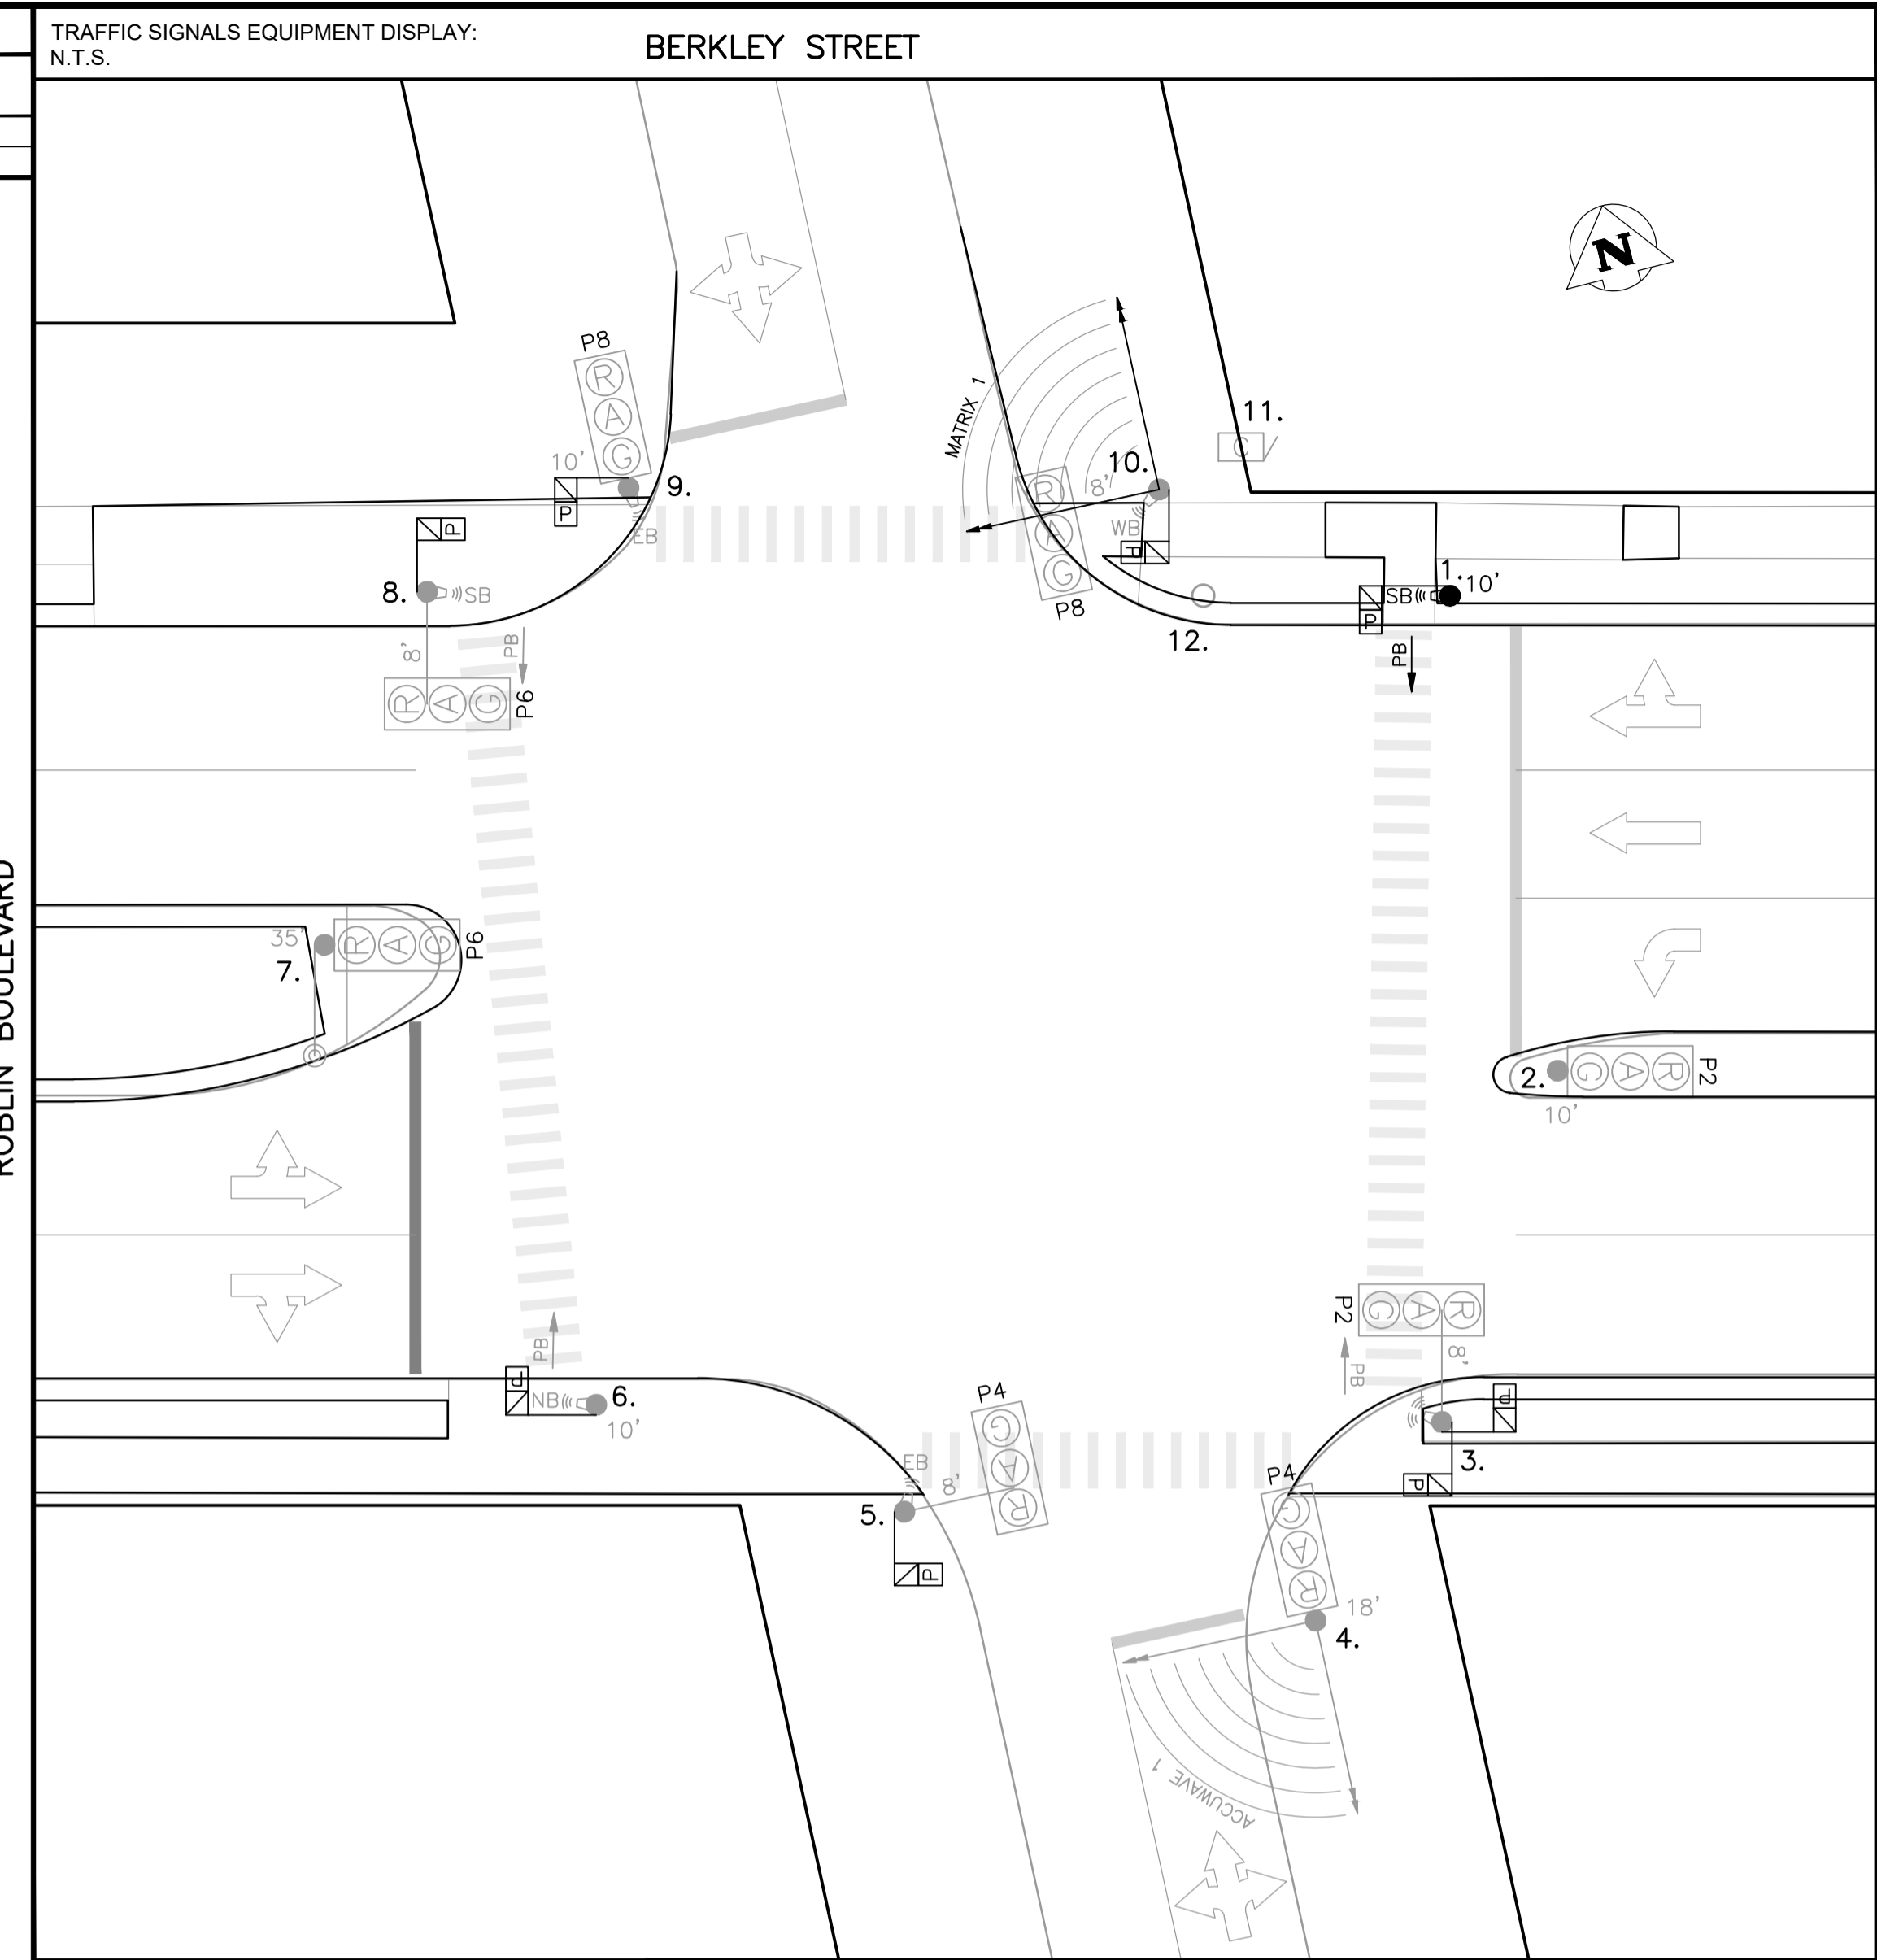 TRAFFIC SIGNALS EQUIPMENT DISPLAY:
N.T.S.
BERKLEY STREET
N
P8
R
A
G
10'
9.
P
EB
MATRIX 1
R
A
G
P8
10.
8'
WB
P
11.
C
12.
1.
10'
SB
P
PB
P
8.
SB
8'
PB
R A G
P6
35'
7.
R A G
P6
2.
G A R
P2
10'
ROBLIN BOULEVARD
P
PB
NB
6.
10'
P4
G
A
R
EB
8'
5.
P
P2
G A R
8'
PB
P
3.
P
P4
G
A
R
18'
4.
ACCUWAVE 1